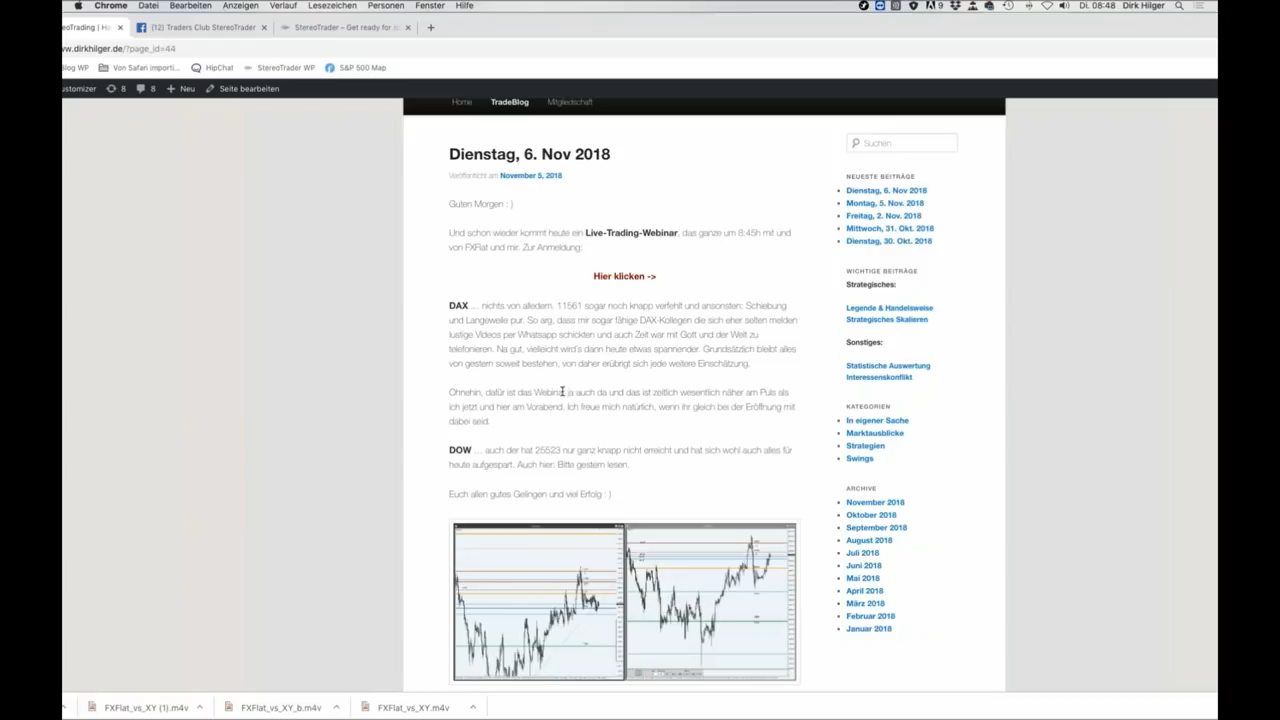 Chrome Datei Bearbeiten Anzeigen Verlauf Lesezeichen Personen Fenster Hilfe 9 Di. 08:48 Dirk Hilger
eoTrading | H (12) Traders Club StereoTrader StereoTrader – Get ready for s
ww.dirkhilger.de/?page_id=44
log WP Von Safari importi... HipChat StereoTrader WP S&P 500 Map
ustomizer 8 8 Neu Seite bearbeiten
Home TradeBlog Mitgliedschaft
Dienstag, 6. Nov 2018
Veröffentlicht am November 5, 2018
Guten Morgen : )
Und schon wieder kommt heute ein Live-Trading-Webinar, das ganze um 8:45h mit und
von FXFlat und mir. Zur Anmeldung:
Hier klicken ->
DAX … nichts von alledem. 11561 sogar noch knapp verfehlt und ansonsten: Schiebung
und Langeweile pur. So arg, dass mir sogar fähige DAX-Kollegen die sich eher selten melden
lustige Videos per Whatsapp schickten und auch Zeit war mit Gott und der Welt zu
telefonieren. Na gut, vielleicht wird's dann heute etwas spannender. Grundsätzlich bleibt alles
von gestern soweit bestehen, von daher erübrigt sich jede weitere Einschätzung.
Ohnehin, dafür ist das Webinar ja auch da und das ist zeitlich wesentlich näher am Puls als
ich jetzt und hier am Vorabend. Ich freue mich natürlich, wenn ihr gleich bei der Eröffnung mit
dabei seid.
DOW … auch der hat 25523 nur ganz knapp nicht erreicht und hat sich wohl auch alles für
heute aufgespart. Auch hier: Bitte gestern lesen.
Euch allen gutes Gelingen und viel Erfolg : )
Suchen
NEUESTE BEITRÄGE
Dienstag, 6. Nov 2018
Montag, 5. Nov. 2018
Freitag, 2. Nov. 2018
Mittwoch, 31. Okt. 2018
Dienstag, 30. Okt. 2018
WICHTIGE BEITRÄGE
Strategisches:
Legende & Handelsweise
Strategisches Skalieren
Sonstiges:
Statistische Auswertung
Interessenskonflikt
KATEGORIEN
In eigener Sache
Marktausblicke
Strategien
Swings
ARCHIVE
November 2018
Oktober 2018
September 2018
August 2018
Juli 2018
Juni 2018
Mai 2018
April 2018
März 2018
Februar 2018
Januar 2018
FXFlat_vs_XY (1).m4v FXFlat_vs_XY_b.m4v FXFlat_vs_XY.m4v